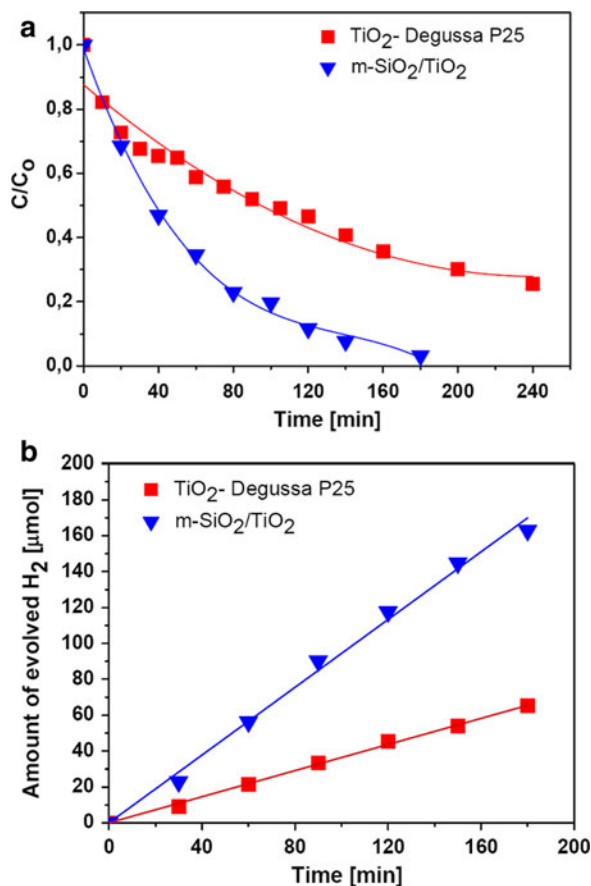 a
TiO₂- Degussa P25
m-SiO₂/TiO₂
C/C₀
1,0
0,8
0,6
0,4
0,2
0,0
0 40 80 120 160 200 240
Time [min]
b
TiO₂- Degussa P25
m-SiO₂/TiO₂
Amount of evolved H₂ [µmol]
200
180
160
140
120
100
80
60
40
20
0
40 80 120 160 200
Time [min]